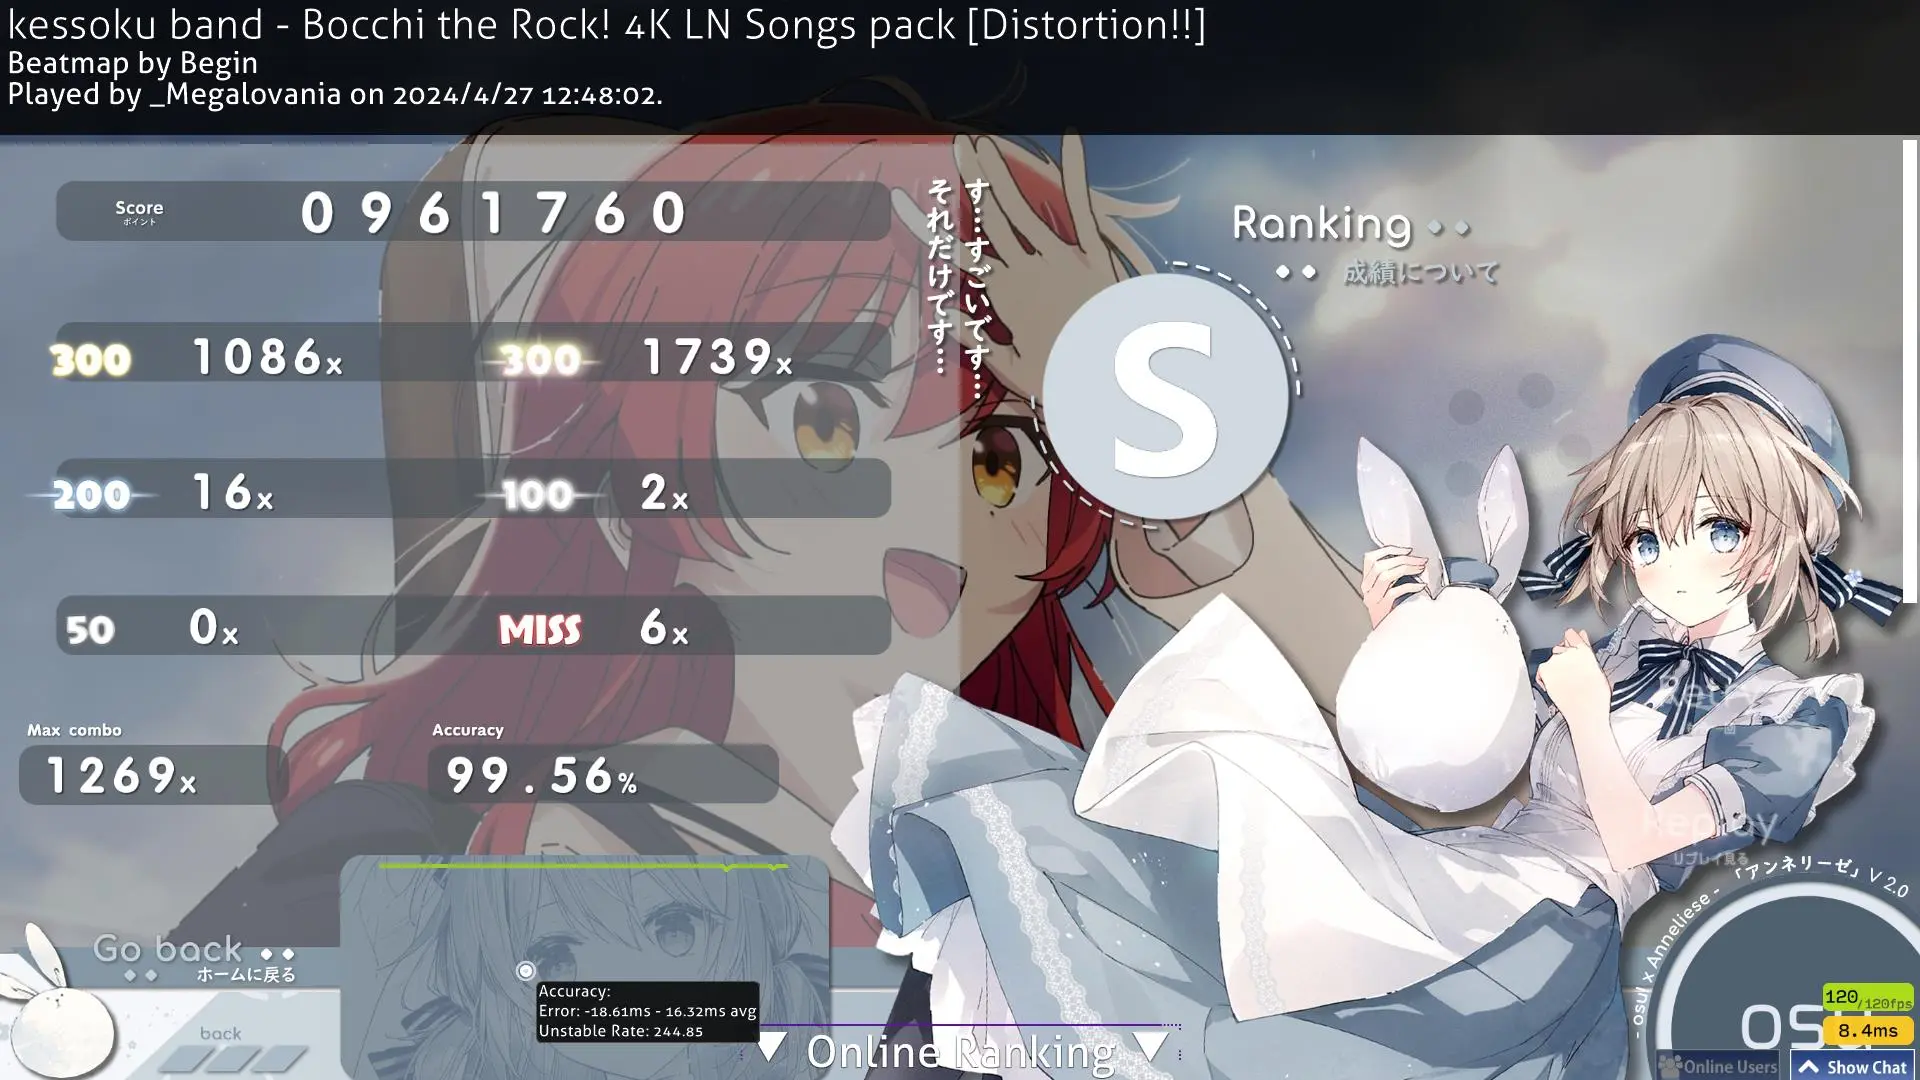 kessoku band - Bocchi the Rock! 4K LN Songs pack [Distortion!!]
Beatmap by Begin
Played by _Megalovania on 2024/4/27 12:48:02.
Score 0961760
ポイント
す…すごいです…
それだけです…
Ranking
成績について
S
300 1086x 300 1739x
200 16x 100 2x
50 0x MISS 6x
Max combo
1269x
Accuracy
99.56%
Replay
リプレイ見る
- osu! x Anneliese - 「アンネリーゼ」 V 2.0
Go back
ホームに戻る
back
Accuracy:
Error: -18.61ms - 16.32ms avg
Unstable Rate: 244.85
Online Ranking
osu
120/120fps
8.4ms
Online Users
Show Chat